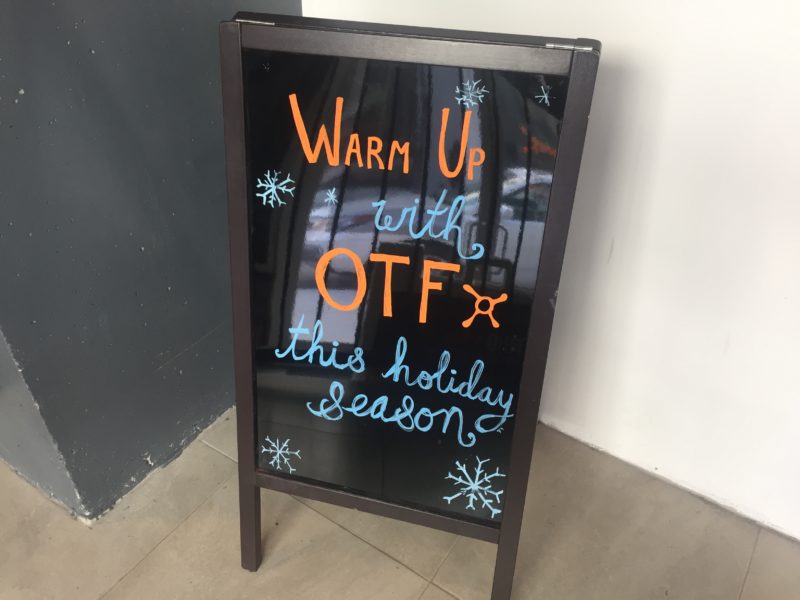 WARM UP
with
OTF
this holiday
season